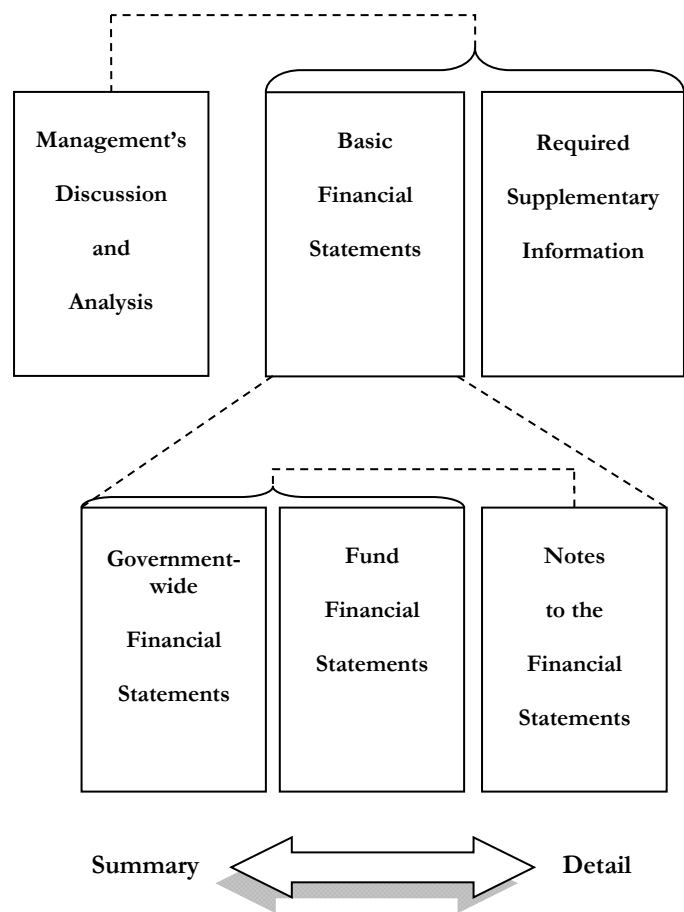 Management’s
Discussion
and
Analysis
Basic
Financial
Statements
Required
Supplementary
Information
Government-
wide
Financial
Statements
Fund
Financial
Statements
Notes
to the
Financial
Statements
Summary
Detail